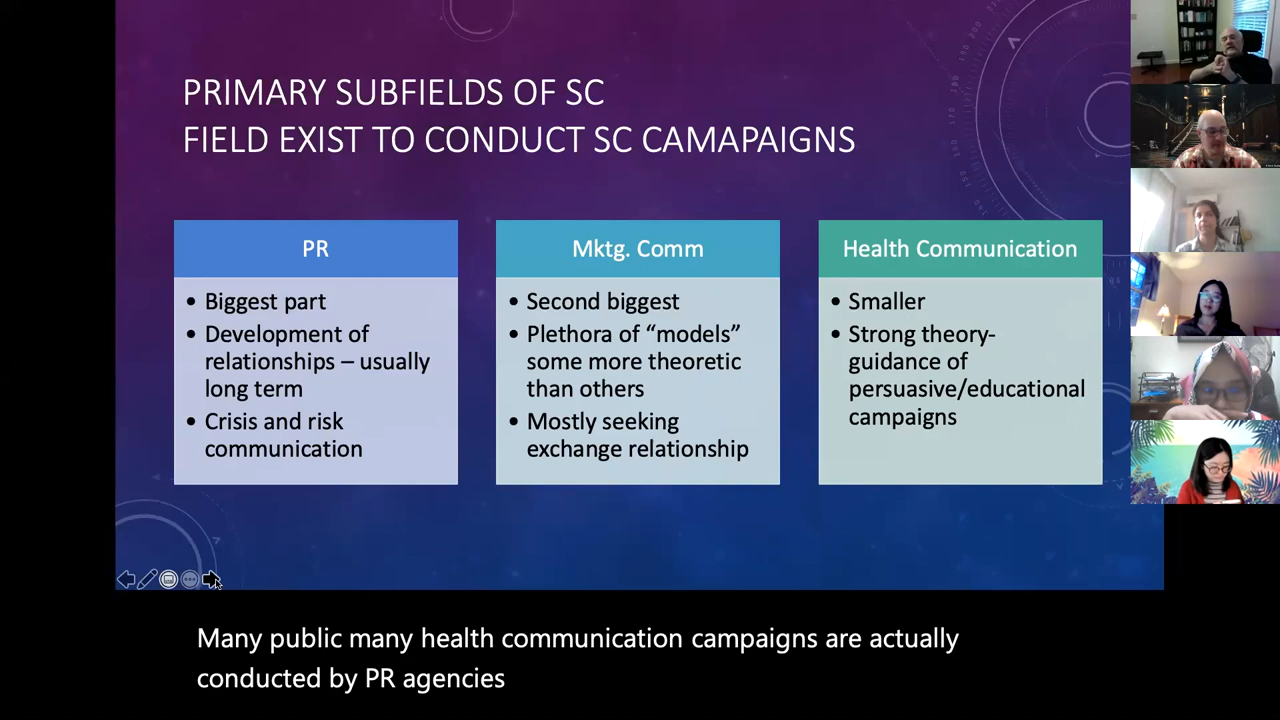 PRIMARY SUBFIELDS OF SC
FIELD EXIST TO CONDUCT SC CAMAPAIGNS
PR
• Biggest part
• Development of
relationships – usually
long term
• Crisis and risk
communication
Mktg. Comm
• Second biggest
• Plethora of “models”
some more theoretic
than others
• Mostly seeking
exchange relationship
Health Communication
• Smaller
• Strong theory-
guidance of
persuasive/educational
campaigns
Many public many health communication campaigns are actually
conducted by PR agencies